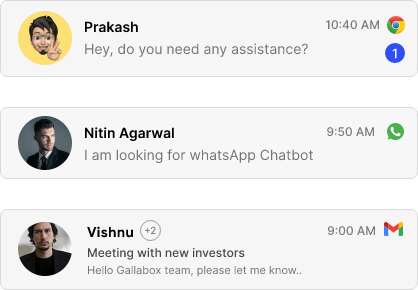 Prakash 10:40 AM
Hey, do you need any assistance? 1
Nitin Agarwal 9:50 AM
I am looking for whatsApp Chatbot
Vishnu +2 9:00 AM
Meeting with new investors
Hello Gallabox team, please let me know..